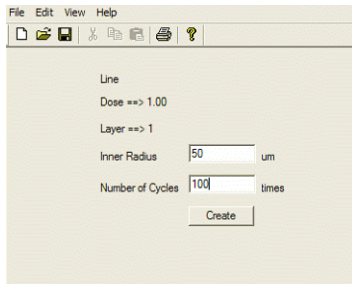 File Edit View Help
Line
Dose ==> 1.00
Layer ==> 1
Inner Radius 50 um
Number of Cycles 100 times
Create